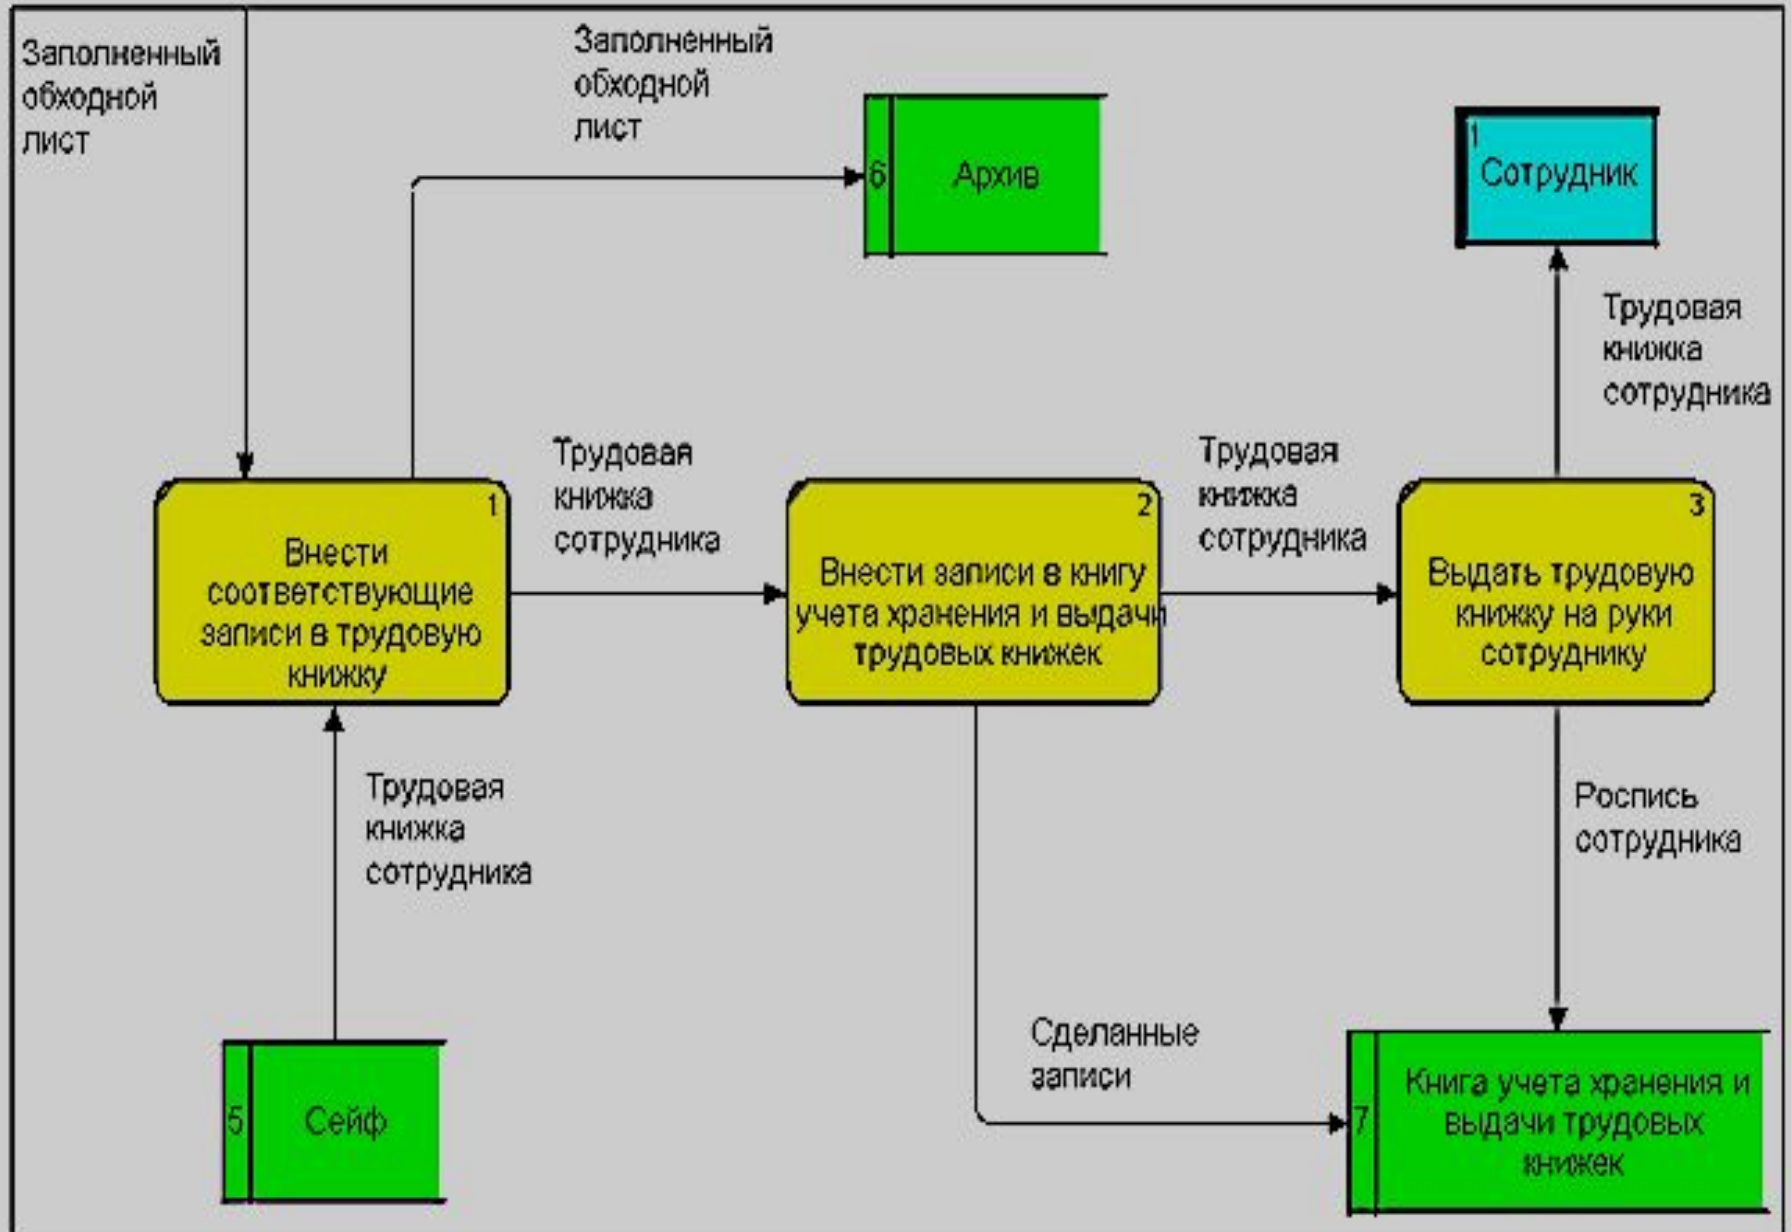 Заполненный
обходной
лист
Заполненный
обходной
лист
6
Архив
1
Сотрудник
Трудовая
книжка
сотрудника
1
Внести
соответствующие
записи в трудовую
книжку
Трудовая
книжка
сотрудника
2
Внести записи в книгу
учета хранения и выдачи
трудовых книжек
Трудовая
книжка
сотрудника
3
Выдать трудовую
книжку на руки
сотруднику
Трудовая
книжка
сотрудника
Роспись
сотрудника
Сделанные
записи
5
Сейф
7
Книга учета хранения и
выдачи трудовых
книжек